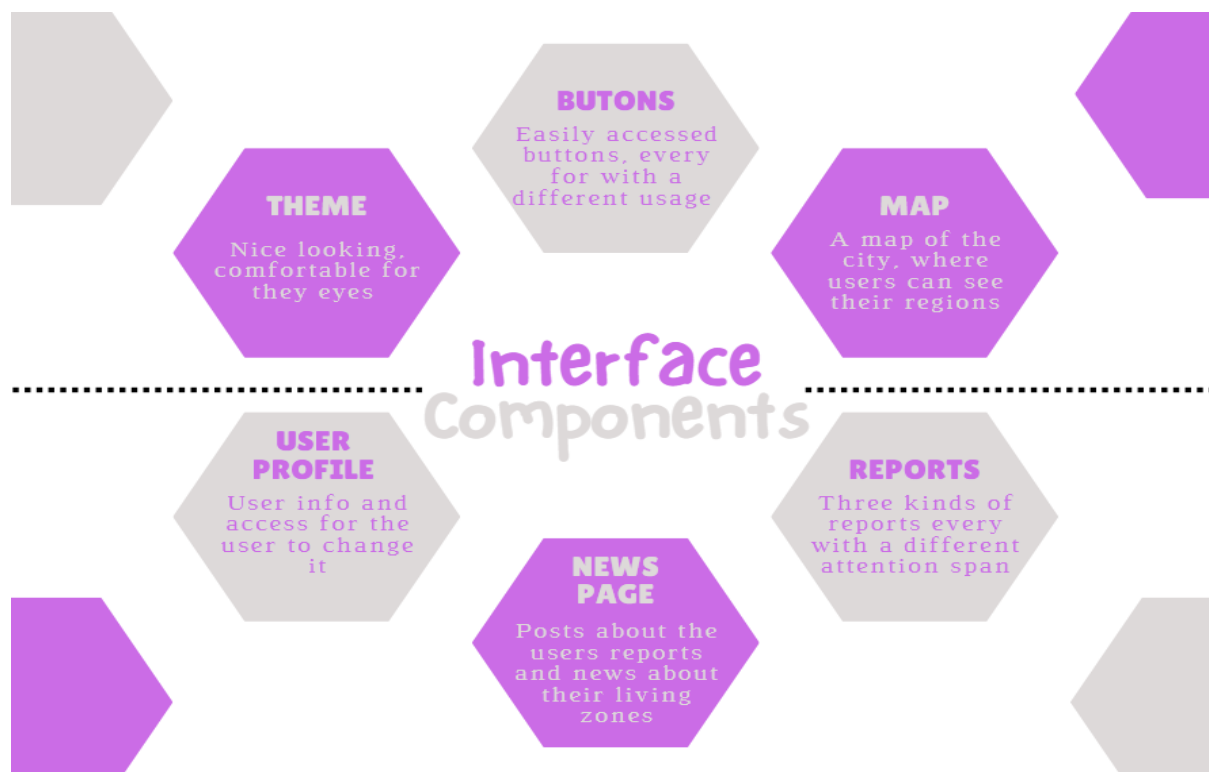 BUTONS
Easily accessed
buttons, every
for with a
different usage
THEME
Nice looking,
comfortable for
they eyes
MAP
A map of the
city, where
users can see
their regions
Interface
Components
USER
PROFILE
User info and
access for the
user to change
it
REPORTS
Three kinds of
reports every
with a different
attention span
NEWS
PAGE
Posts about the
users reports
and news about
their living
zones